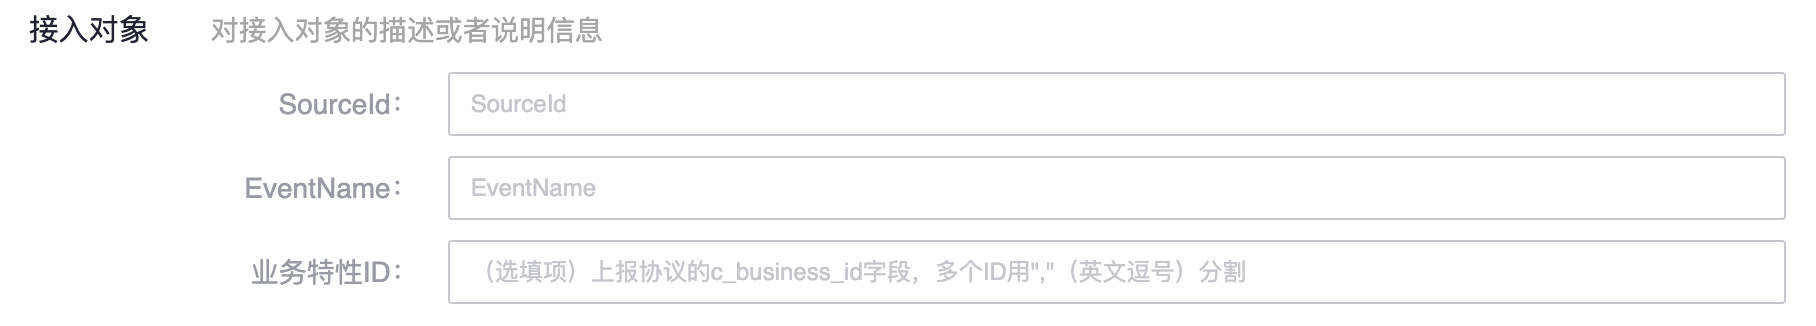 接入对象 对接入对象的描述或者说明信息
SourceId： SourceId
EventName： EventName
业务特性ID： （选填项）上报协议的c_business_id字段，多个ID用","（英文逗号）分割